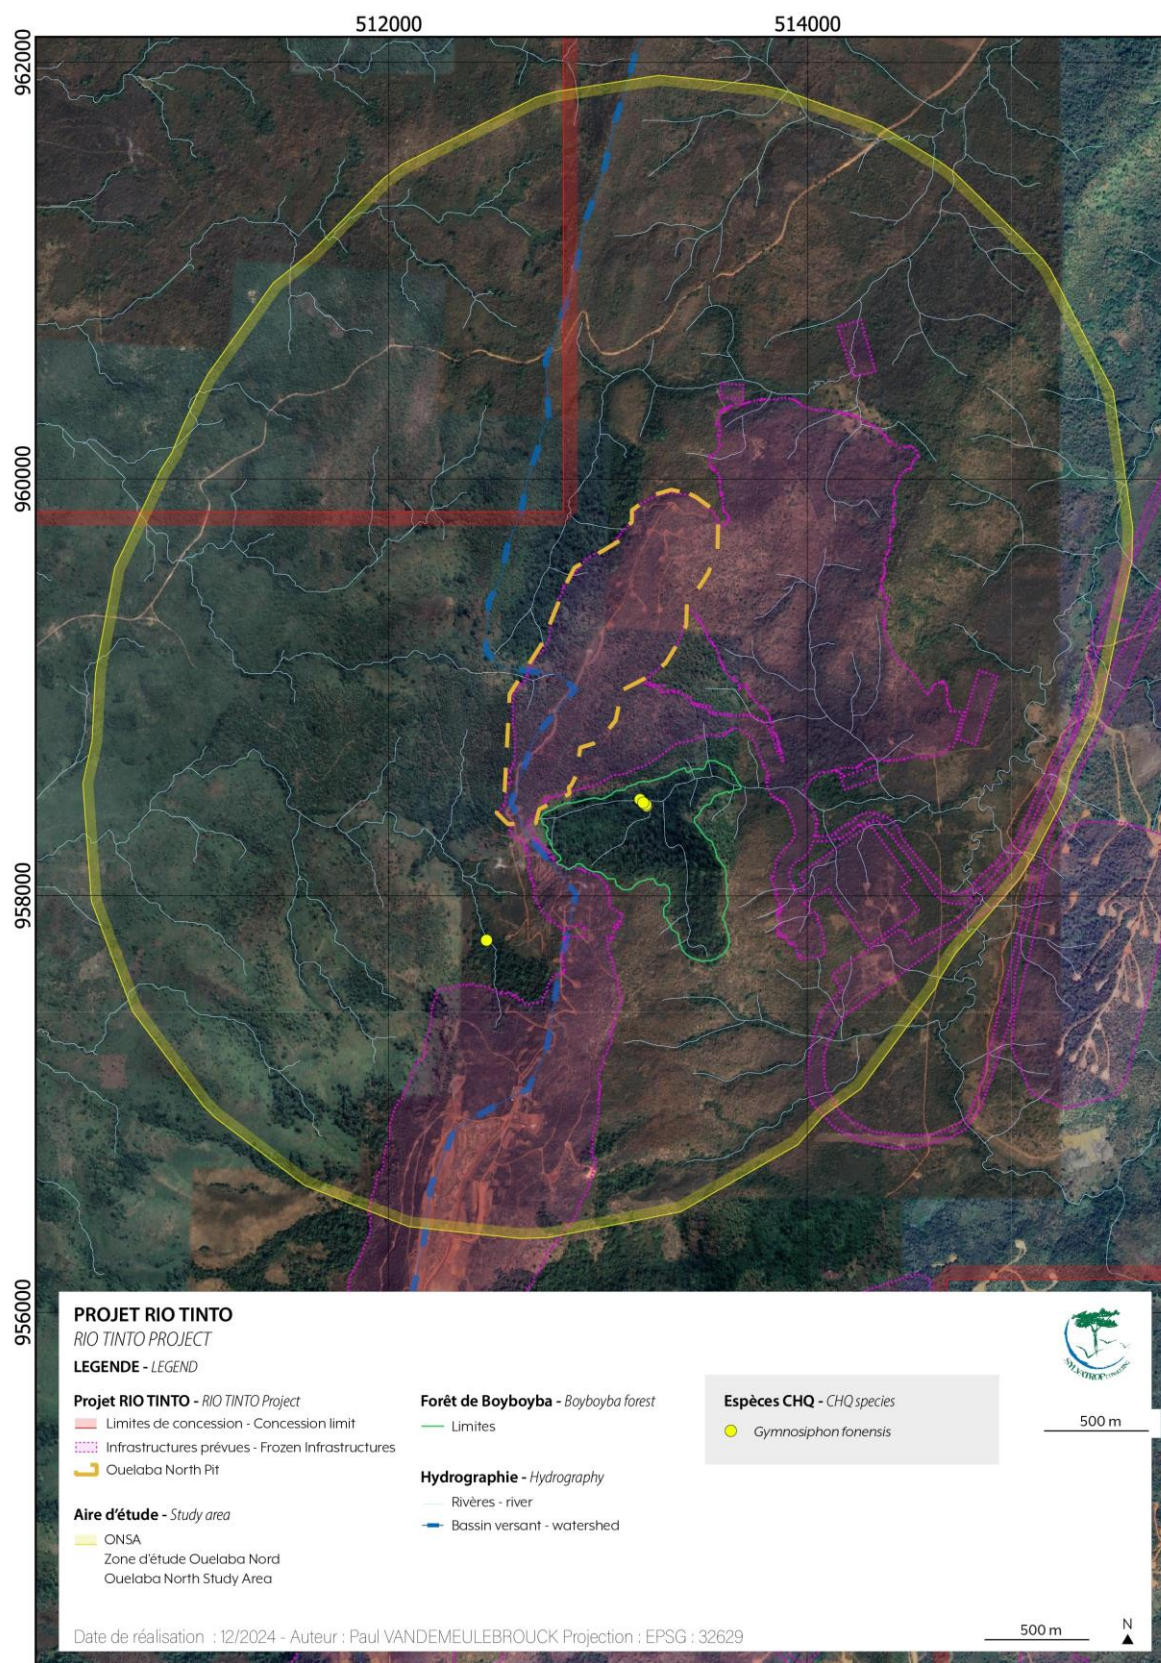 512000
514000
962000
960000
958000
956000
PROJET RIO TINTO
RIO TINTO PROJECT
LEGENDE - LEGEND
Projet RIO TINTO - RIO TINTO Project
Limites de concession - Concession limit
Infrastructures prévues - Frozen Infrastructures
Ouelaba North Pit
Aire d'étude - Study area
ONSA
Zone d'étude Ouelaba Nord
Ouelaba North Study Area
Forêt de Boyboyba - Boyboyba forest
Limites
Hydrographie - Hydrography
Rivères - river
Bassin versant - watershed
Espèces CHQ - CHQ species
Gymnosiphon fonensis
SYLVATROP CONSULTING
500 m
Date de réalisation : 12/2024 - Auteur : Paul VANDEMEULEBROUCK Projection : EPSG : 32629
500 m
N